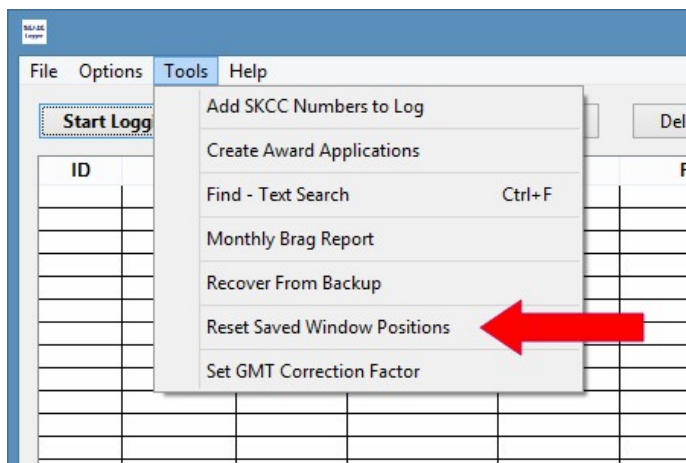 File Options Tools Help
Start Loggi
Del
ID
Add SKCC Numbers to Log
Create Award Applications
Find - Text Search Ctrl+F
Monthly Brag Report
Recover From Backup
Reset Saved Window Positions
Set GMT Correction Factor